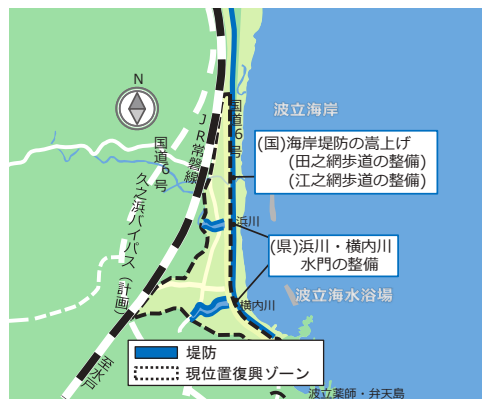 N
波立海岸
国道6号
JR常磐線
国道6号
(国)海岸堤防の嵩上げ
(田之網歩道の整備)
(江之網歩道の整備)
久之浜バイパス(計画)
浜川
(県)浜川・横内川
水門の整備
波立海水浴場
横内川
至水戸
堤防
現位置復興ゾーン
波立薬師・弁天島